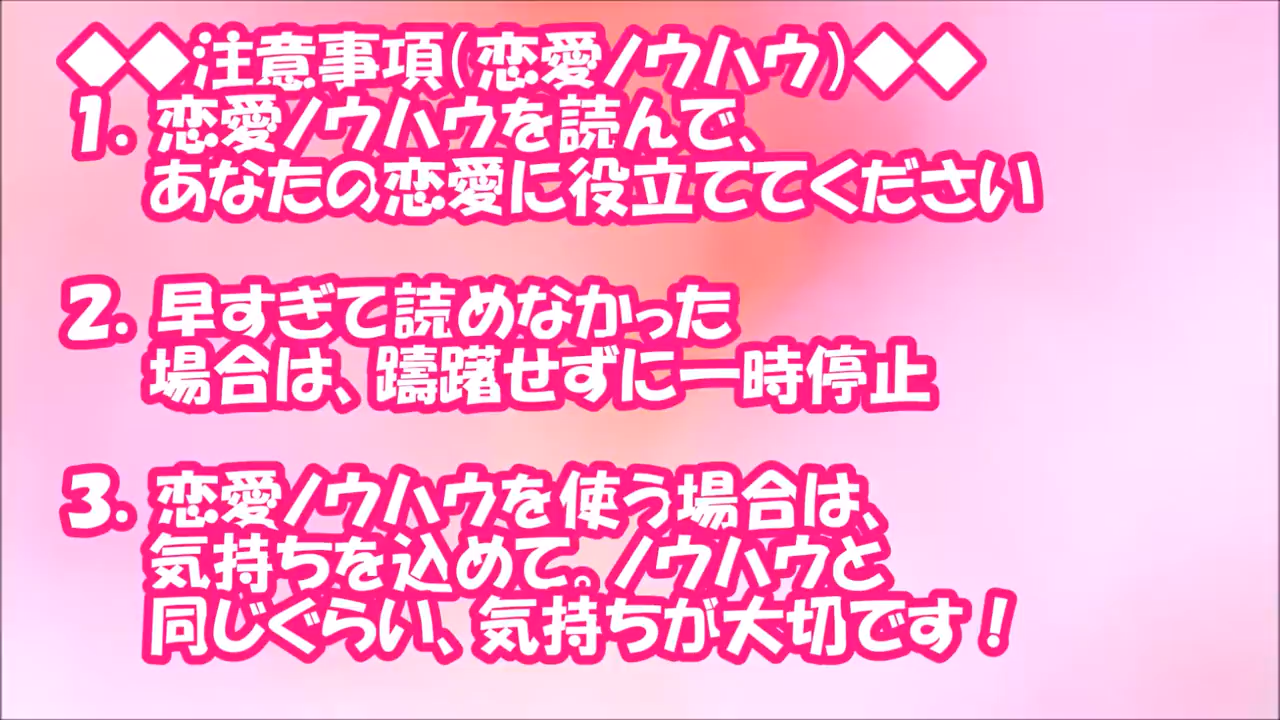 ◆◆注意事項(恋愛ノウハウ)◆◆
1. 恋愛ノウハウを読んで、
あなたの恋愛に役立ててください
2. 早すぎて読めなかった
場合は、躊躇せずに一時停止
3. 恋愛ノウハウを使う場合は、
気持ちを込めて。ノウハウと
同じぐらい、気持ちが大切です！